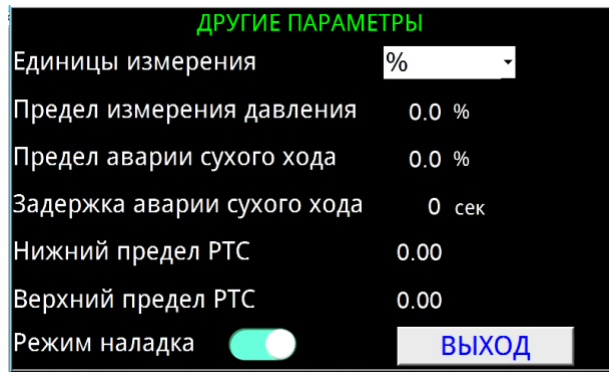 ДРУГИЕ ПАРАМЕТРЫ
Единицы измерения %
Предел измерения давления 0.0 %
Предел аварии сухого хода 0.0 %
Задержка аварии сухого хода 0 сек
Нижний предел РТС 0.00
Верхний предел РТС 0.00
Режим наладка ВЫХОД